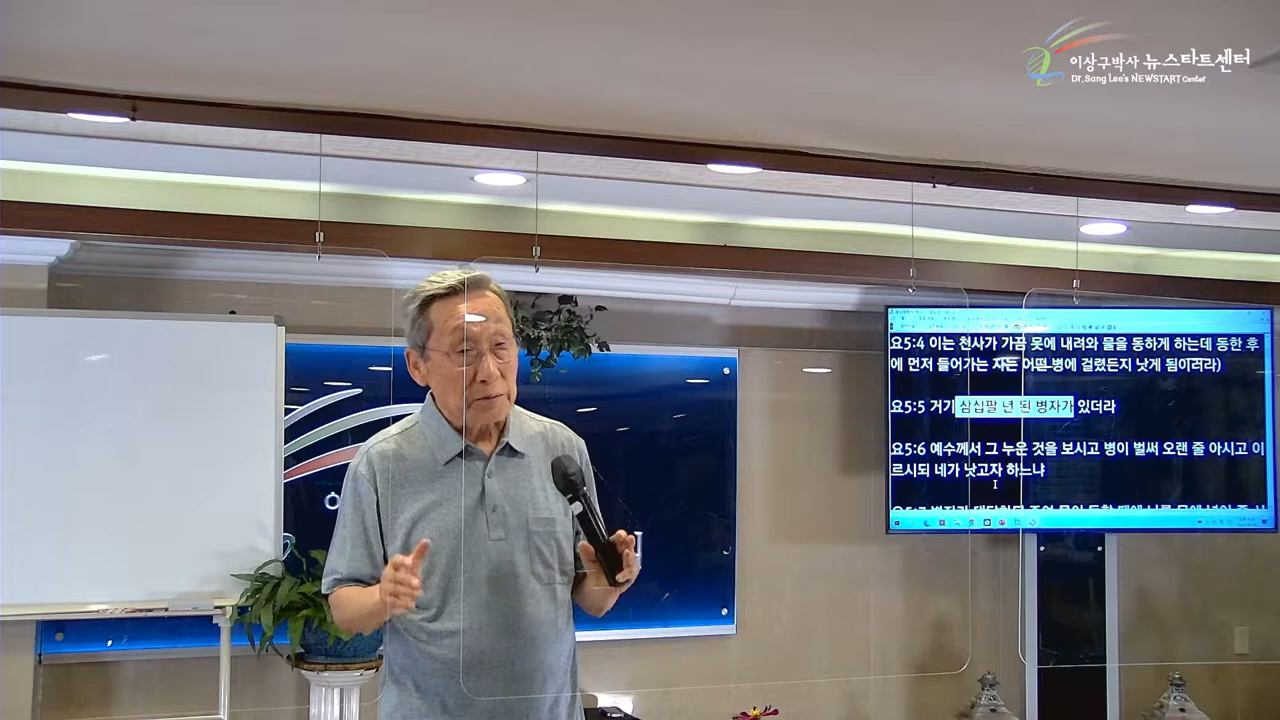 이상구박사 뉴스타트센터
Dr. Sang Lee's NEWSTART Center
요5:4 이는 천사가 가끔 못에 내려와 물을 동하게 하는데 동한 후
에 먼저 들어가는 자는 어떤 병에 걸렸든지 낫게 됨이러라)
요5:5 거기 삼십팔 년 된 병자가 있더라
요5:6 예수께서 그 누운 것을 보시고 병이 벌써 오랜 줄 아시고 이
르시되 네가 낫고자 하느냐